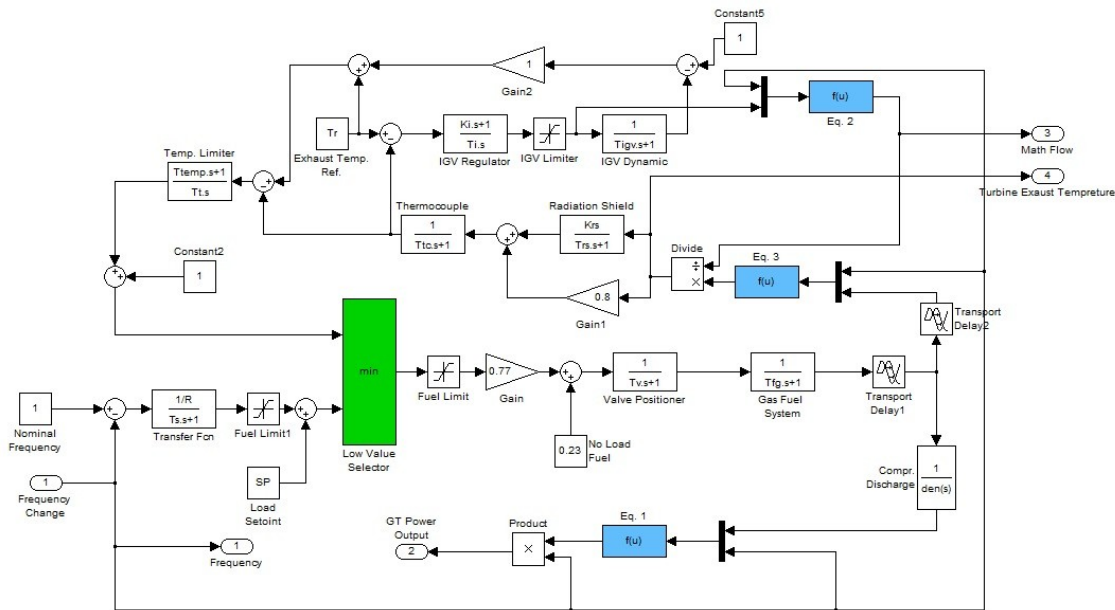 Constant5
1
1
Gain2
f(u)
Eq. 2
3
Math Flow
Tr
Exhaust Temp.
Ref.
Ki.s+1
Ti.s
IGV Regulator
IGV Limiter
1
Tigv.s+1
IGV Dynamic
4
Turbine Exaust Tempreture
Temp. Limiter
Ttemp.s+1
Tt.s
Thermocouple
1
Ttc.s+1
Radiation Shield
Krs
Trs.s+1
Divide
÷
×
Eq. 3
f(u)
Constant2
1
0.8
Gain1
Transport
Delay2
min
Low Value
Selector
Fuel Limit
0.77
Gain
1
Tv.s+1
Valve Positioner
1
Tfg.s+1
Gas Fuel
System
Transport
Delay1
1
Nominal
Frequency
1/R
Ts.s+1
Transfer Fcn
Fuel Limit1
0.23
No Load
Fuel
SP
Load
Setoint
1
Frequency
Change
Compr.
Discharge
1
den(s)
GT Power
Output
2
Product
×
Eq. 1
f(u)
1
Frequency